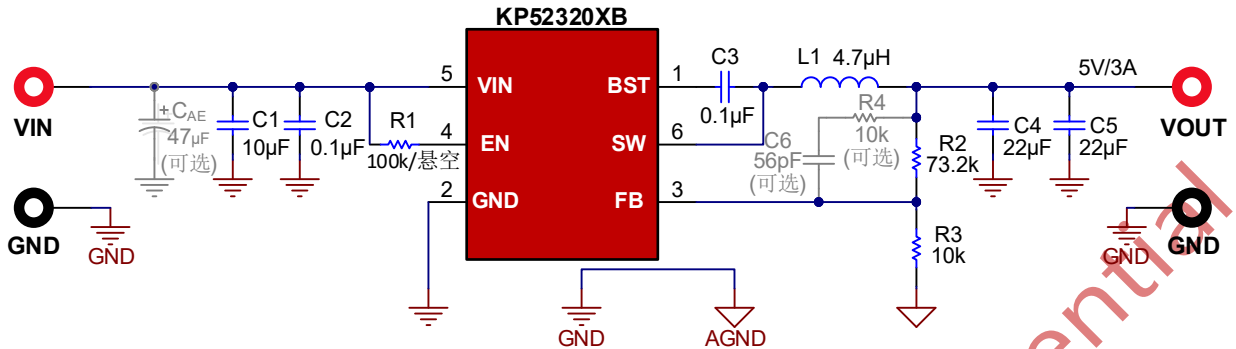 KP52320XB
VIN
GND
GND
+
CAE
47μF
(可选)
C1
10μF
C2
0.1μF
R1
100k/悬空
5
4
2
VIN
EN
GND
BST
SW
FB
1
6
3
C3
0.1μF
L1 4.7μH
R4
10k
(可选)
C6
56pF
(可选)
R2
73.2k
R3
10k
C4
22μF
C5
22μF
5V/3A
VOUT
GND
GND
GND
AGND